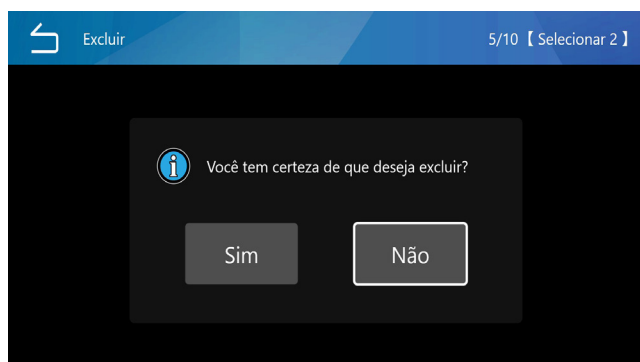 Excluir
5/10【 Selecionar 2 】
Você tem certeza de que deseja excluir?
Sim
Não